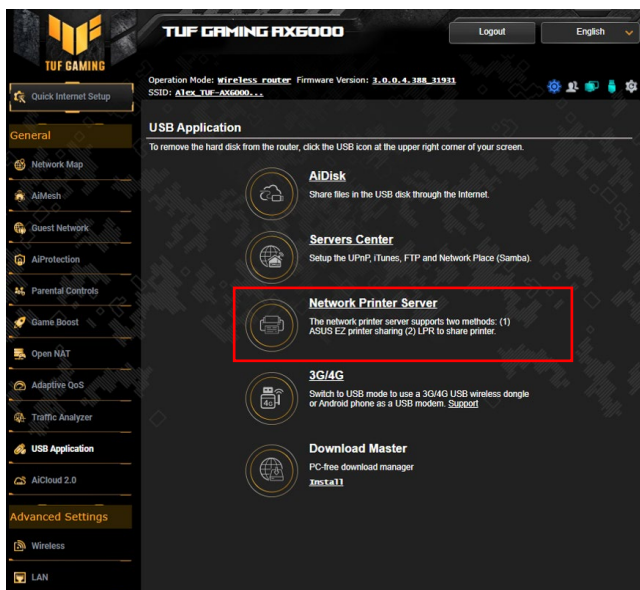 TUF GAMING AX6000
Logout
English
TUF GAMING
Operation Mode: Wireless router Firmware Version: 3.0.0.4.388_31931
SSID: Alex_TUF-AX6000...
Quick Internet Setup
General
Network Map
AiMesh
Guest Network
AiProtection
Parental Controls
Game Boost
Open NAT
Adaptive QoS
Traffic Analyzer
USB Application
AiCloud 2.0
Advanced Settings
Wireless
LAN
USB Application
To remove the hard disk from the router, click the USB icon at the upper right corner of your screen.
AiDisk
Share files in the USB disk through the Internet.
Servers Center
Setup the UPnP, iTunes, FTP and Network Place (Samba).
Network Printer Server
The network printer server supports two methods: (1)
ASUS EZ printer sharing (2) LPR to share printer.
3G/4G
4G
Switch to USB mode to use a 3G/4G USB wireless dongle
or Android phone as a USB modem. Support
Download Master
PC-free download manager
Install